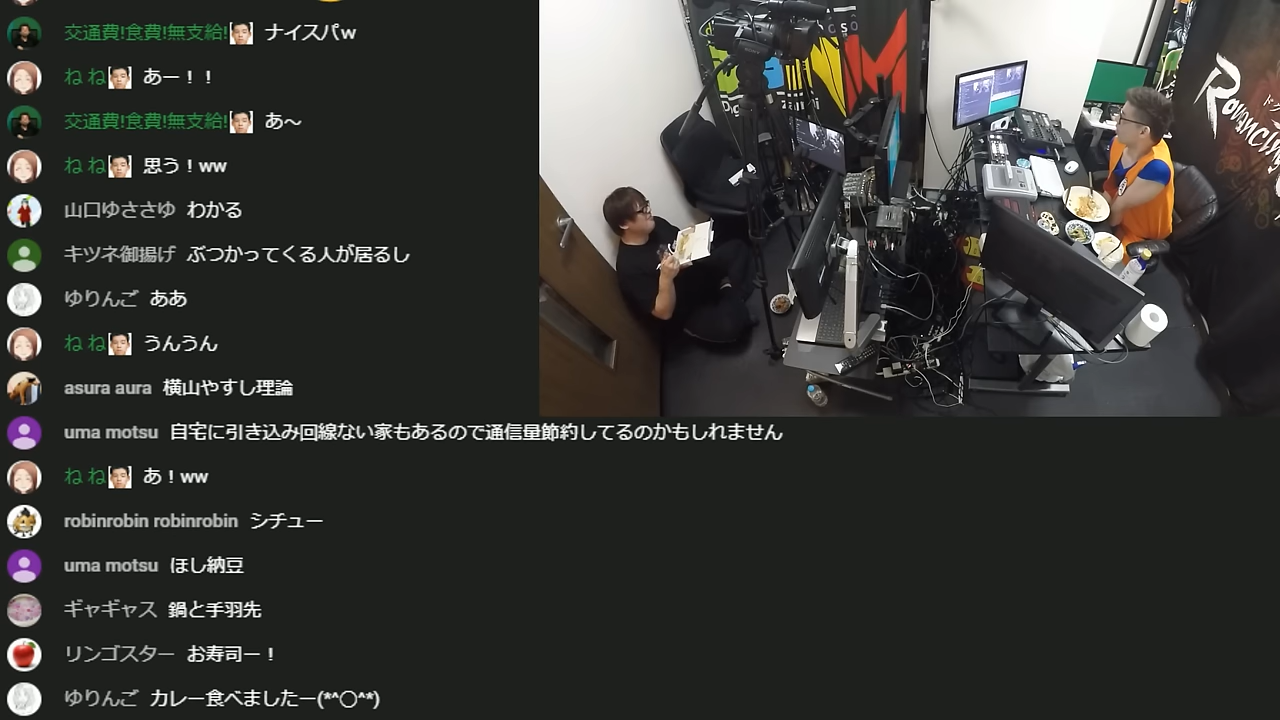 交通費!食費!無支給! ナイスパｗ
ね ね あー！！
交通費!食費!無支給! あ〜
ね ね 思う！ww
山口ゆささゆ わかる
キツネ御揚げ ぶつかってくる人が居るし
ゆりんご ああ
ね ね うんうん
asura aura 横山やすし理論
uma motsu 自宅に引き込み回線ない家もあるので通信量節約してるのかもしれません
ね ね あ！ww
robinrobin robinrobin シチュー
uma motsu ほし納豆
ギャギャス 鍋と手羽先
リンゴスター お寿司ー！
ゆりんご カレー食べましたー(*^〇^*)